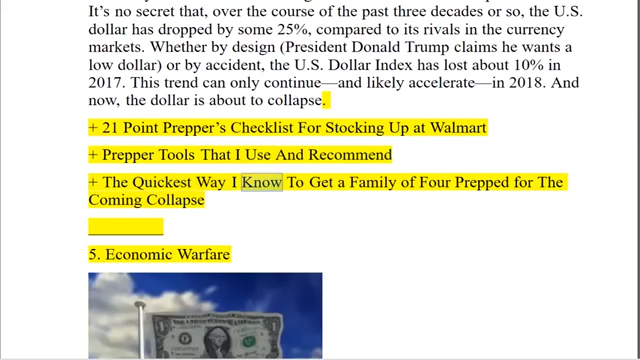 It's no secret that, over the course of the past three decades or so, the U.S.
dollar has dropped by some 25%, compared to its rivals in the currency
markets. Whether by design (President Donald Trump claims he wants a
low dollar) or by accident, the U.S. Dollar Index has lost about 10% in
2017. This trend can only continue—and likely accelerate—in 2018. And
now, the dollar is about to collapse.
+ 21 Point Prepper's Checklist For Stocking Up at Walmart
+ Prepper Tools That I Use And Recommend
+ The Quickest Way I Know To Get a Family of Four Prepped for The
Coming Collapse
5. Economic Warfare